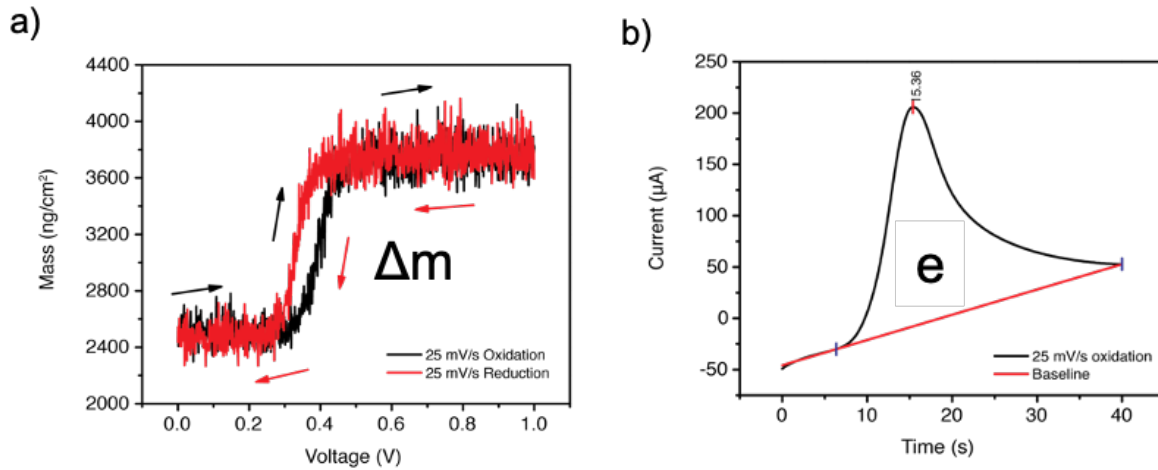 a)
4400
4000
3600
3200
2800
2400
2000
Mass (ng/cm²)
Δm
25 mV/s Oxidation
25 mV/s Reduction
0.0 0.2 0.4 0.6 0.8 1.0
Voltage (V)
b)
250
200
150
100
50
0
-50
Current (µA)
15.36
e
25 mV/s oxidation
Baseline
0 10 20 30 40
Time (s)